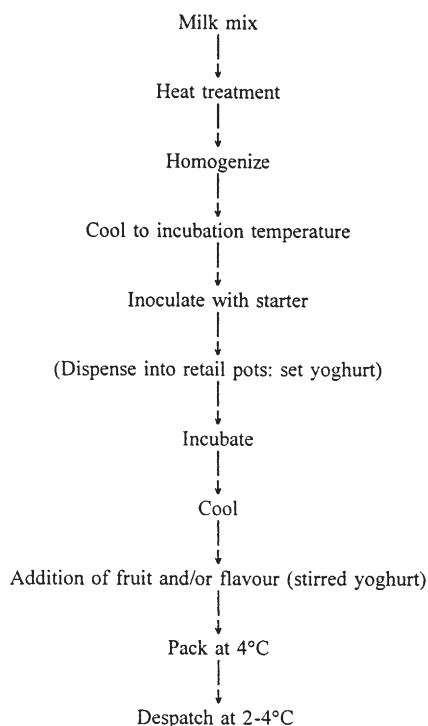 Milk mix
Heat treatment
Homogenize
Cool to incubation temperature
Inoculate with starter
(Dispense into retail pots: set yoghurt)
Incubate
Cool
Addition of fruit and/or flavour (stirred yoghurt)
Pack at 4°C
Despatch at 2-4°C